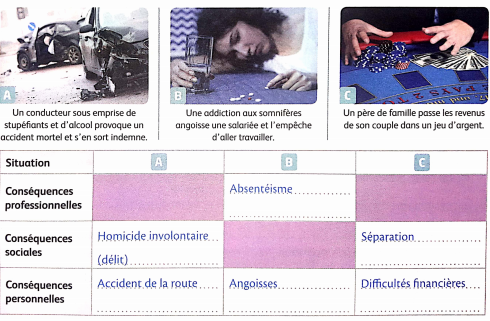 A
B
C
Un conducteur sous emprise de
stupéfiants et d'alcool provoque un
accident mortel et s'en sort indemne.
Une addiction aux somnifères
angoisse une salariée et l'empêche
d'aller travailler.
Un père de famille passe les revenus
de son couple dans un jeu d'argent.
Situation A B C
Conséquences
professionnelles
Absentéisme
Conséquences
sociales
Homicide involontaire
(délit)
Séparation
Conséquences
personnelles
Accident de la route
Angoisses
Difficultés financières